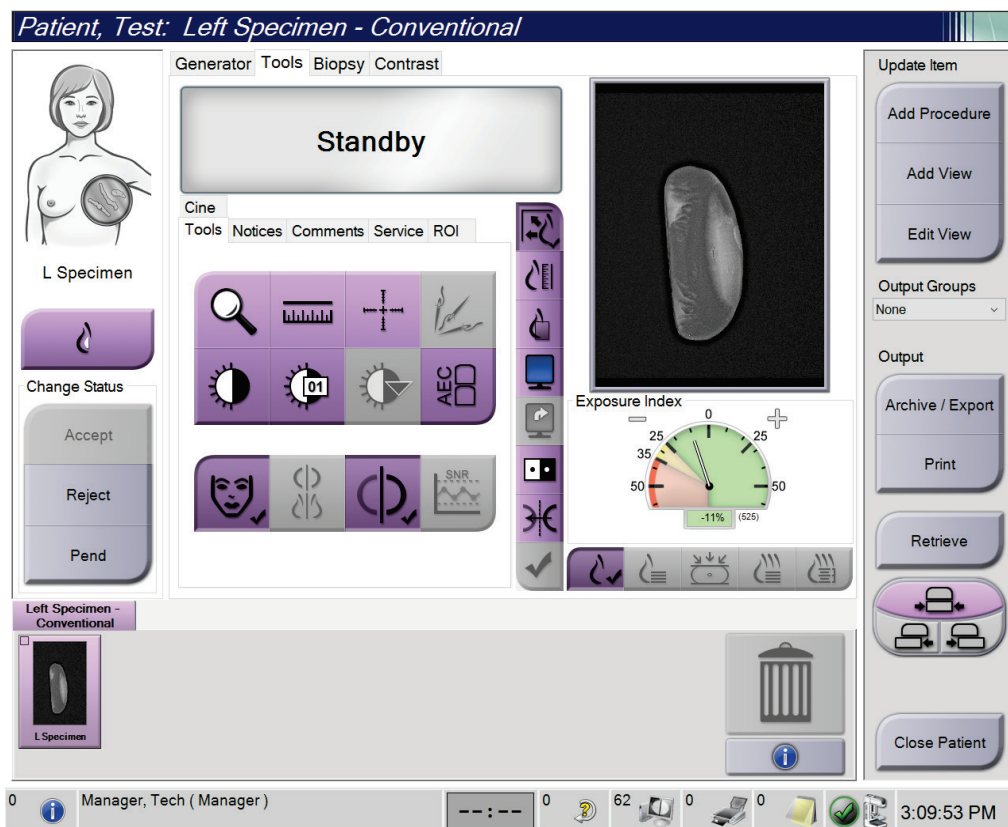 Patient, Test: Left Specimen - Conventional
Generator Tools Biopsy Contrast
Standby
L Specimen
Change Status
Accept
Reject
Pend
Cine
Tools Notices Comments Service ROI
01
AEC
SNR
Exposure Index
0
25 25
35
50 50
-11% (525)
Update Item
Add Procedure
Add View
Edit View
Output Groups
None
Output
Archive / Export
Print
Retrieve
Close Patient
Left Specimen -
Conventional
L Specimen
0 Manager, Tech ( Manager ) --:-- 0 62 0 0 3:09:53 PM